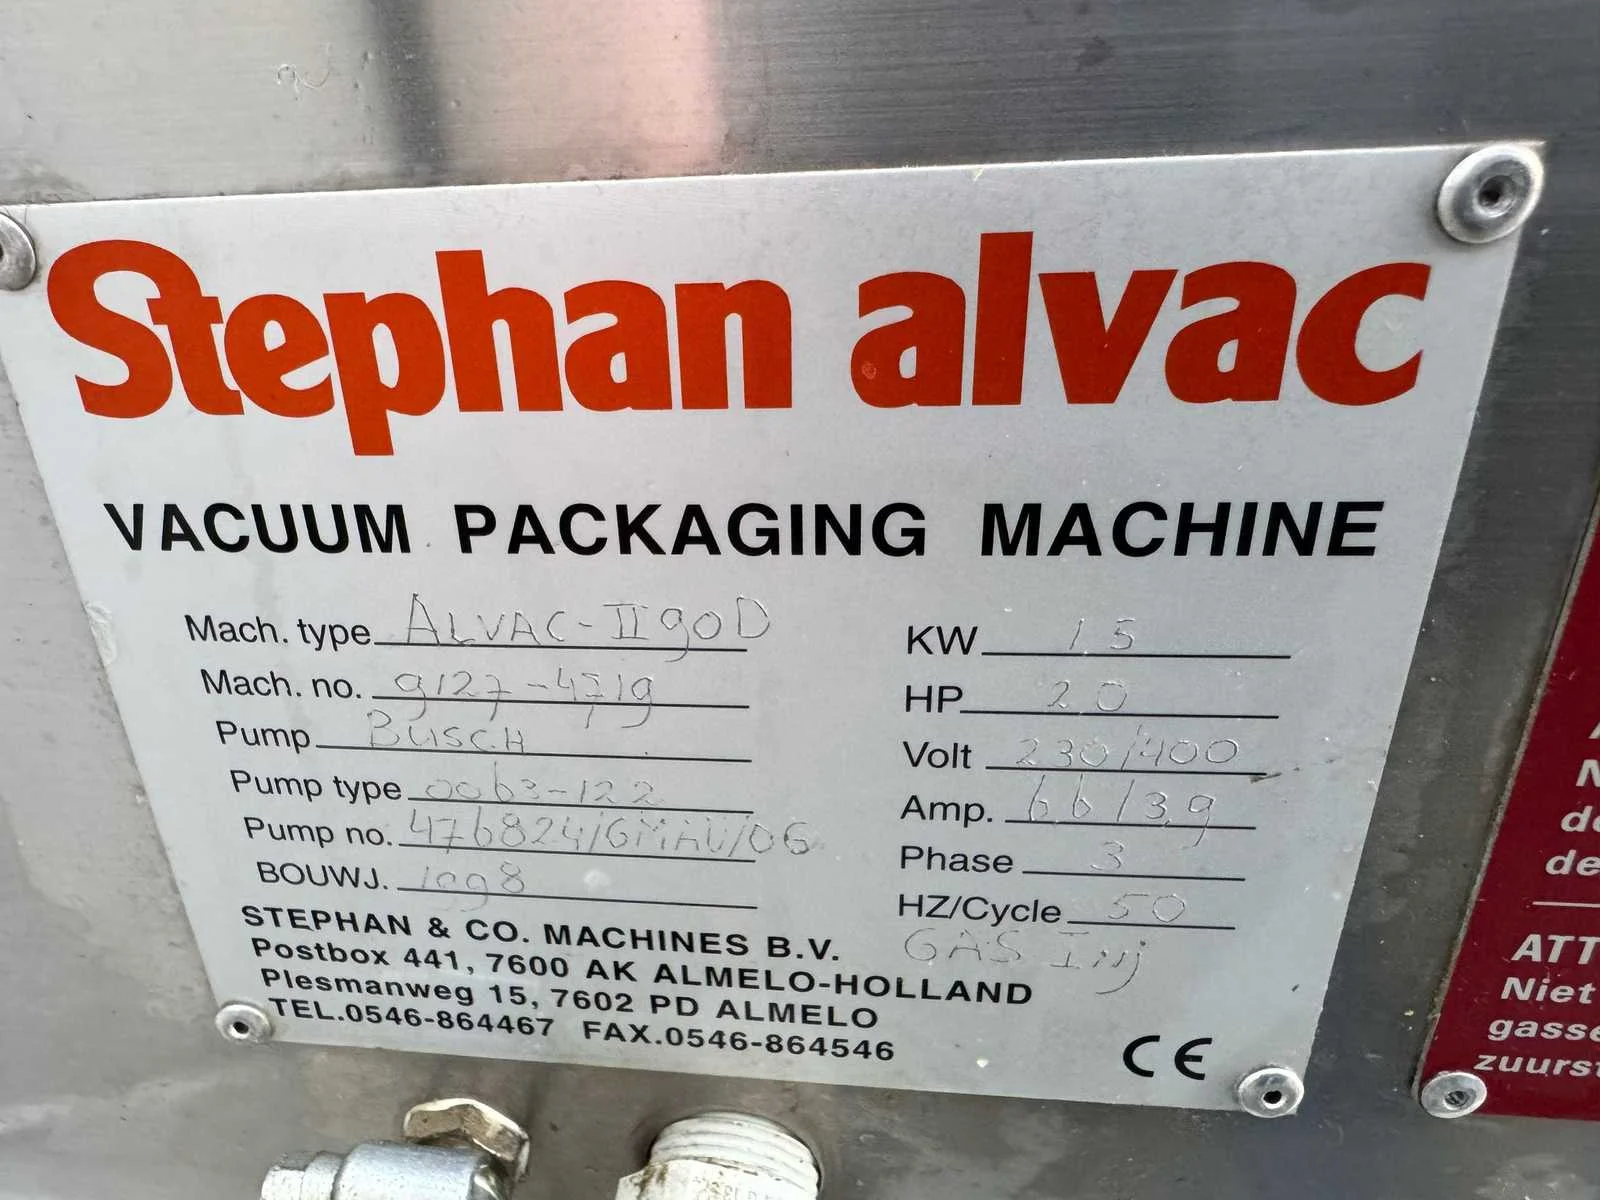 Stephan alvac
VACUUM PACKAGING MACHINE
Mach. type ALVAC-II 90D
Mach. no. 9127-4719
Pump Busch
Pump type 0063-122
Pump no. 476824/GMAU/06
BOUWJ. 1998
KW 1.5
HP 2.0
Volt 230/400
Amp. 6.6/3.9
Phase 3
HZ/Cycle 50
GAS Inj
STEPHAN & CO. MACHINES B.V.
Postbox 441, 7600 AK ALMELO-HOLLAND
Plesmanweg 15, 7602 PD ALMELO
TEL.0546-864467 FAX.0546-864546
CE
ATT
Niet
gasse
zuurst